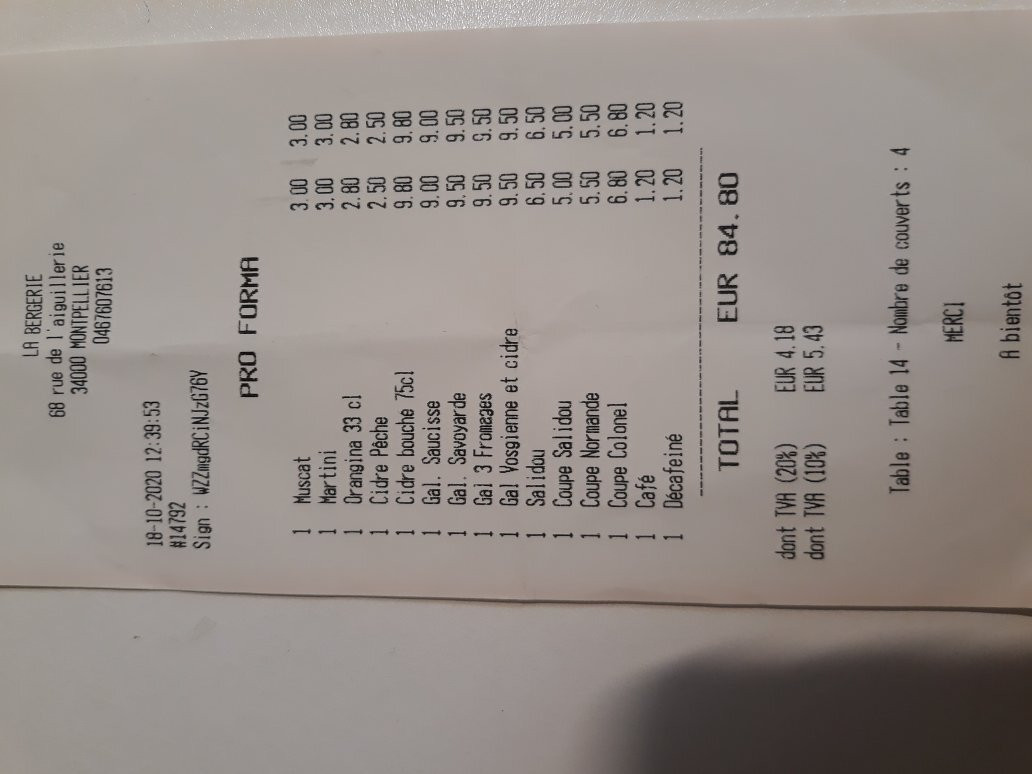 LA BERGERIE
68 rue de l'aiguillerie
34000 MONTPELLIER
0467607613
18-10-2020 12:39:53
#14792
Sign : WZZmgdRCiNJzG76Y
PRO FORMA
1 Muscat 3.00 3.00
1 Martini 3.00 3.00
1 Orangina 33 cl 2.80 2.80
1 Cidre Pêche 2.50 2.50
1 Cidre bouche 75cl 9.80 9.80
1 Gal. Saucisse 9.00 9.00
1 Gal. Savoyarde 9.50 9.50
1 Gal 3 Fromages 9.50 9.50
1 Gal Vosgienne et cidre 9.50 9.50
1 Salidou 6.50 6.50
1 Coupe Salidou 5.00 5.00
1 Coupe Normande 5.50 5.50
1 Coupe Colonel 6.80 6.80
1 Café 1.20 1.20
1 Décafeiné 1.20 1.20
TOTAL EUR 84.80
dont TVA (20%) EUR 4.18
dont TVA (10%) EUR 5.43
Table : Table 14 - Nombre de couverts : 4
MERCI
A bientôt